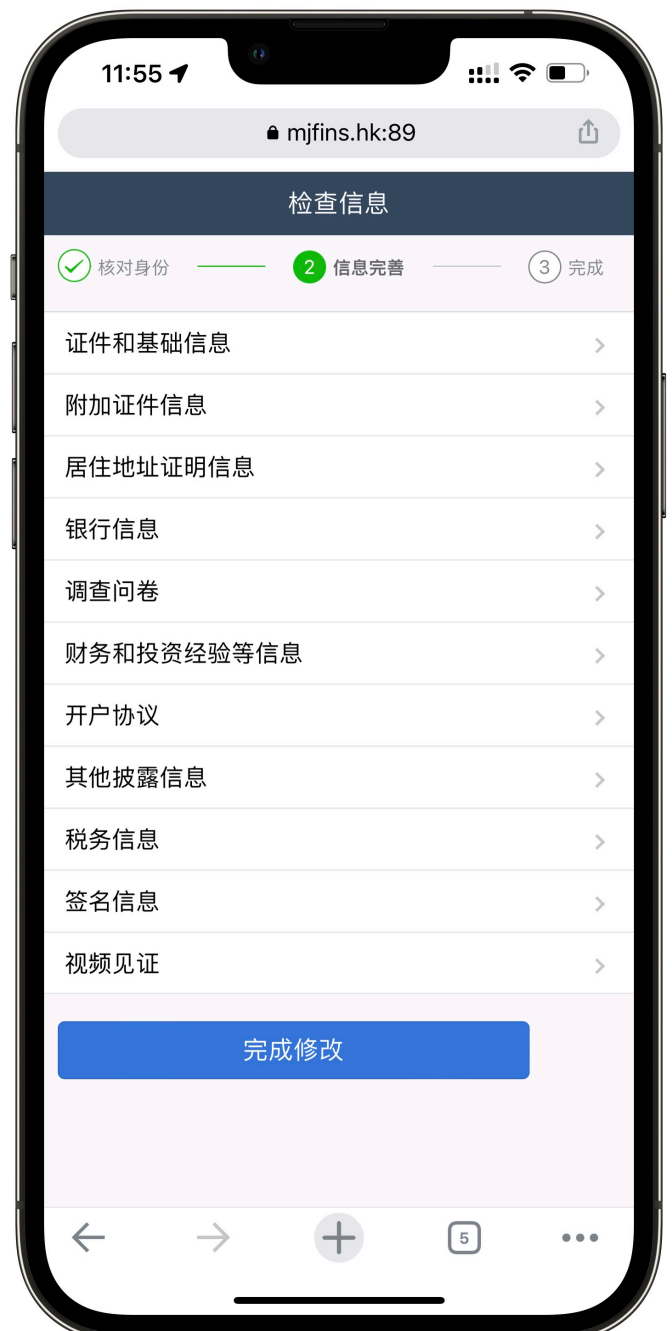 11:55
mjfins.hk:89
检查信息
核对身份 2 信息完善 3 完成
证件和基础信息
附加证件信息
居住地址证明信息
银行信息
调查问卷
财务和投资经验等信息
开户协议
其他披露信息
税务信息
签名信息
视频见证
完成修改
5